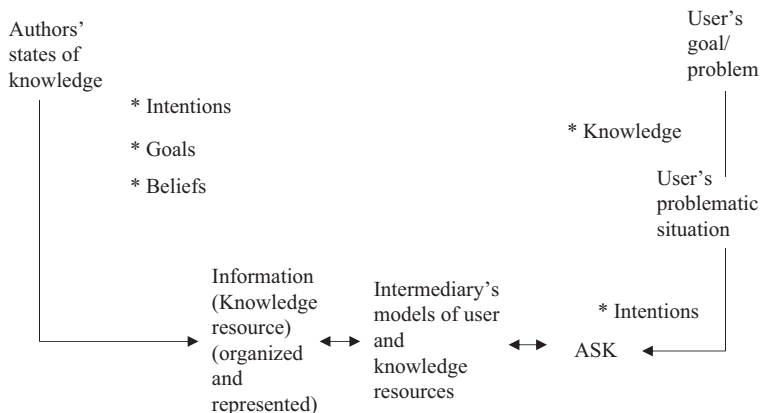 Authors’
states of
knowledge
* Intentions
* Goals
* Beliefs
User’s
goal/
problem
* Knowledge
User’s
problematic
situation
* Intentions
ASK
Information
(Knowledge
resource)
(organized
and
represented)
Intermediary’s
models of user
and
knowledge
resources